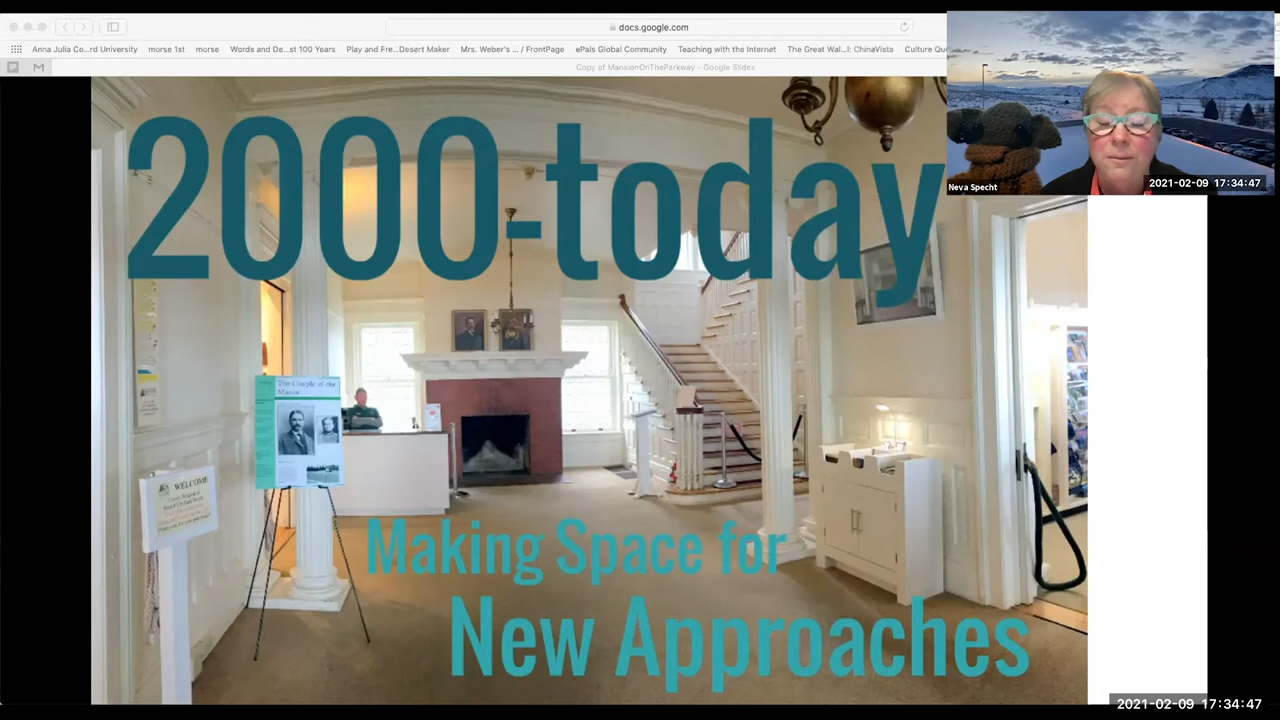 docs.google.com
Anna Julia Co...rd University morse 1st morse Words and De...st 100 Years Play and Fre...Desert Maker Mrs. Weber's ... / FrontPage ePals Global Community Teaching with the Internet The Great Wal...l: ChinaVista Culture Qu
Copy of MansionOnTheParkway - Google Slides
2000-today
Neva Specht
2021-02-09 17:34:47
The Couple of the
Manor
WELCOME
Making Space for
New Approaches
2021-02-09 17:34:47